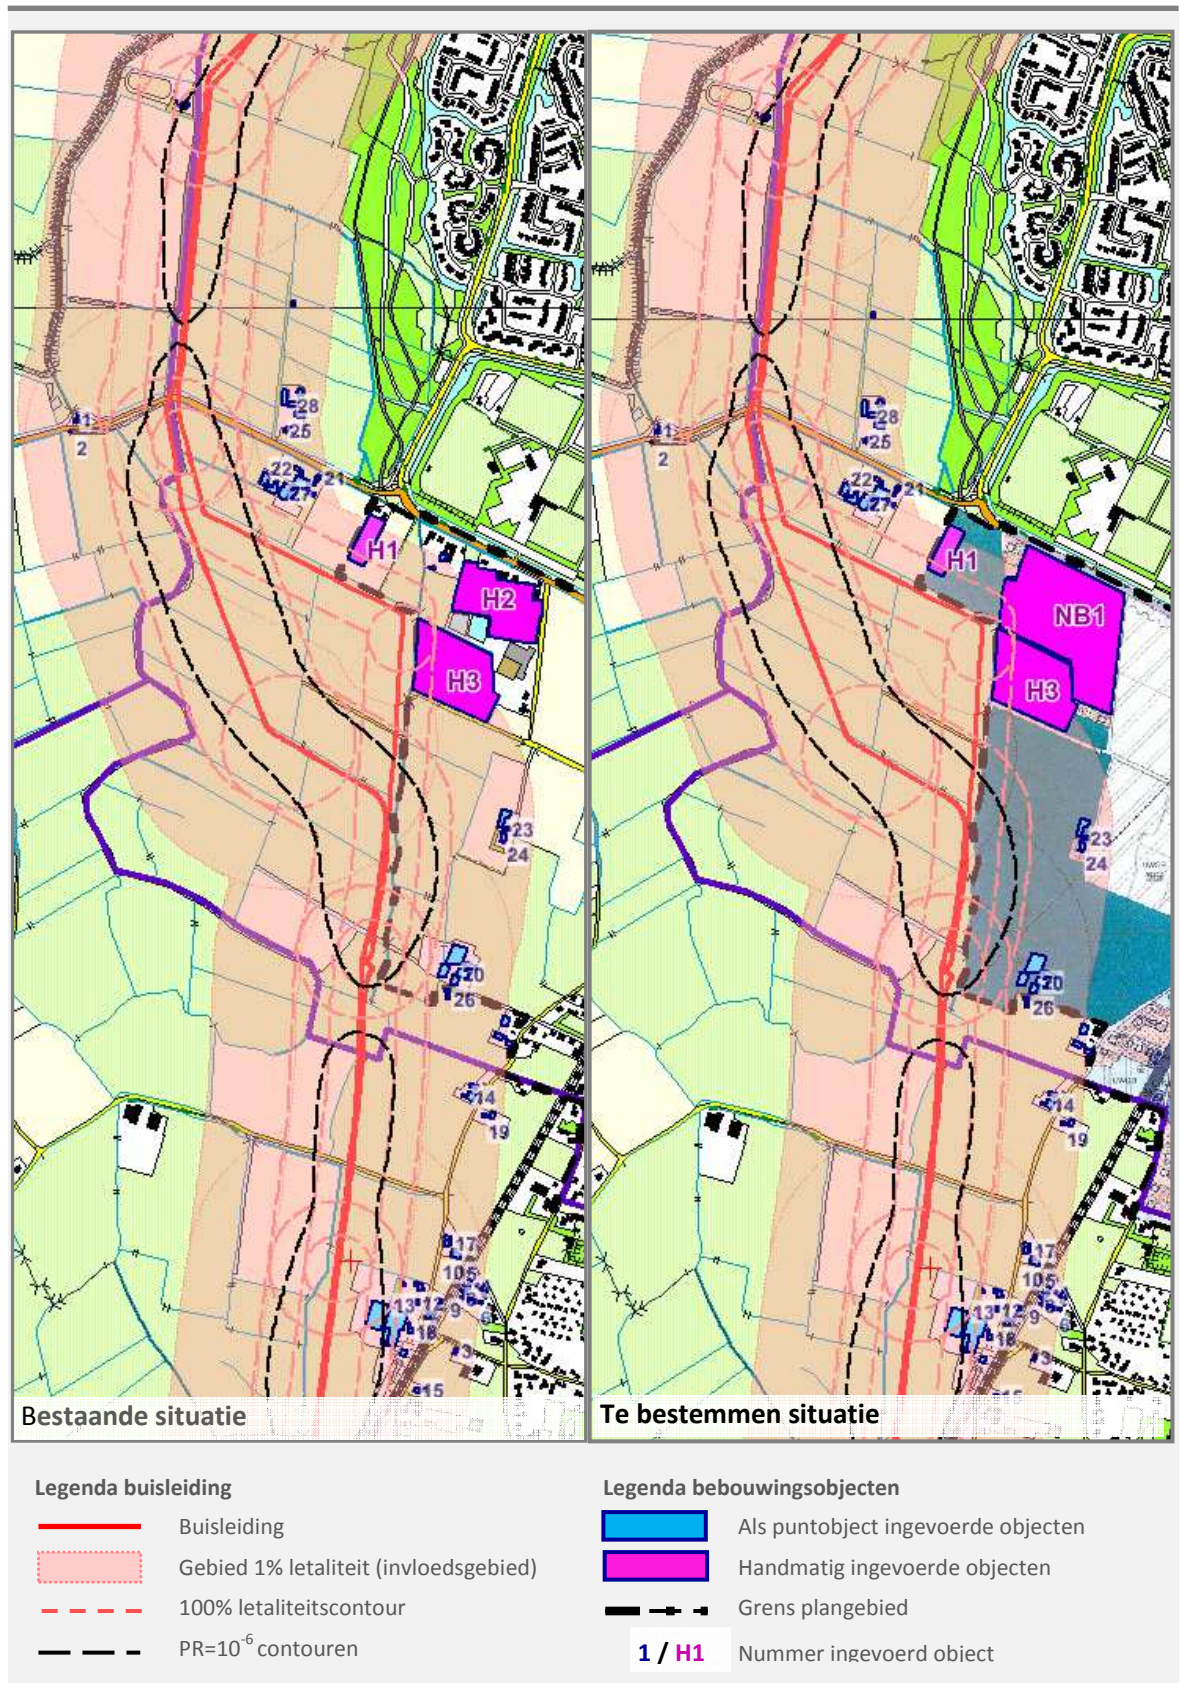 1
2
28
25
22
27
21
H1
H2
H3
23
24
20
26
14
19
17
10
5
13
12
9
6
18
3
15
Bestaande situatie
1
2
28
25
22
27
21
H1
NB1
H3
23
24
20
26
14
19
17
10
5
13
12
9
6
18
3
15
Te bestemmen situatie
Legenda buisleiding
Buisleiding
Gebied 1% letaliteit (invloedsgebied)
100% letaliteitscontour
PR=10⁻⁶ contouren
Legenda bebouwingsobjecten
Als puntobject ingevoerde objecten
Handmatig ingevoerde objecten
Grens plangebied
1 / H1 Nummer ingevoerd object